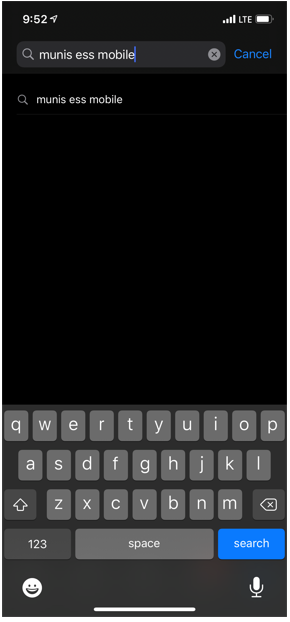 9:52
LTE
munis ess mobile
Cancel
munis ess mobile
q w e r t y u i o p
a s d f g h j k l
z x c v b n m
123 space search